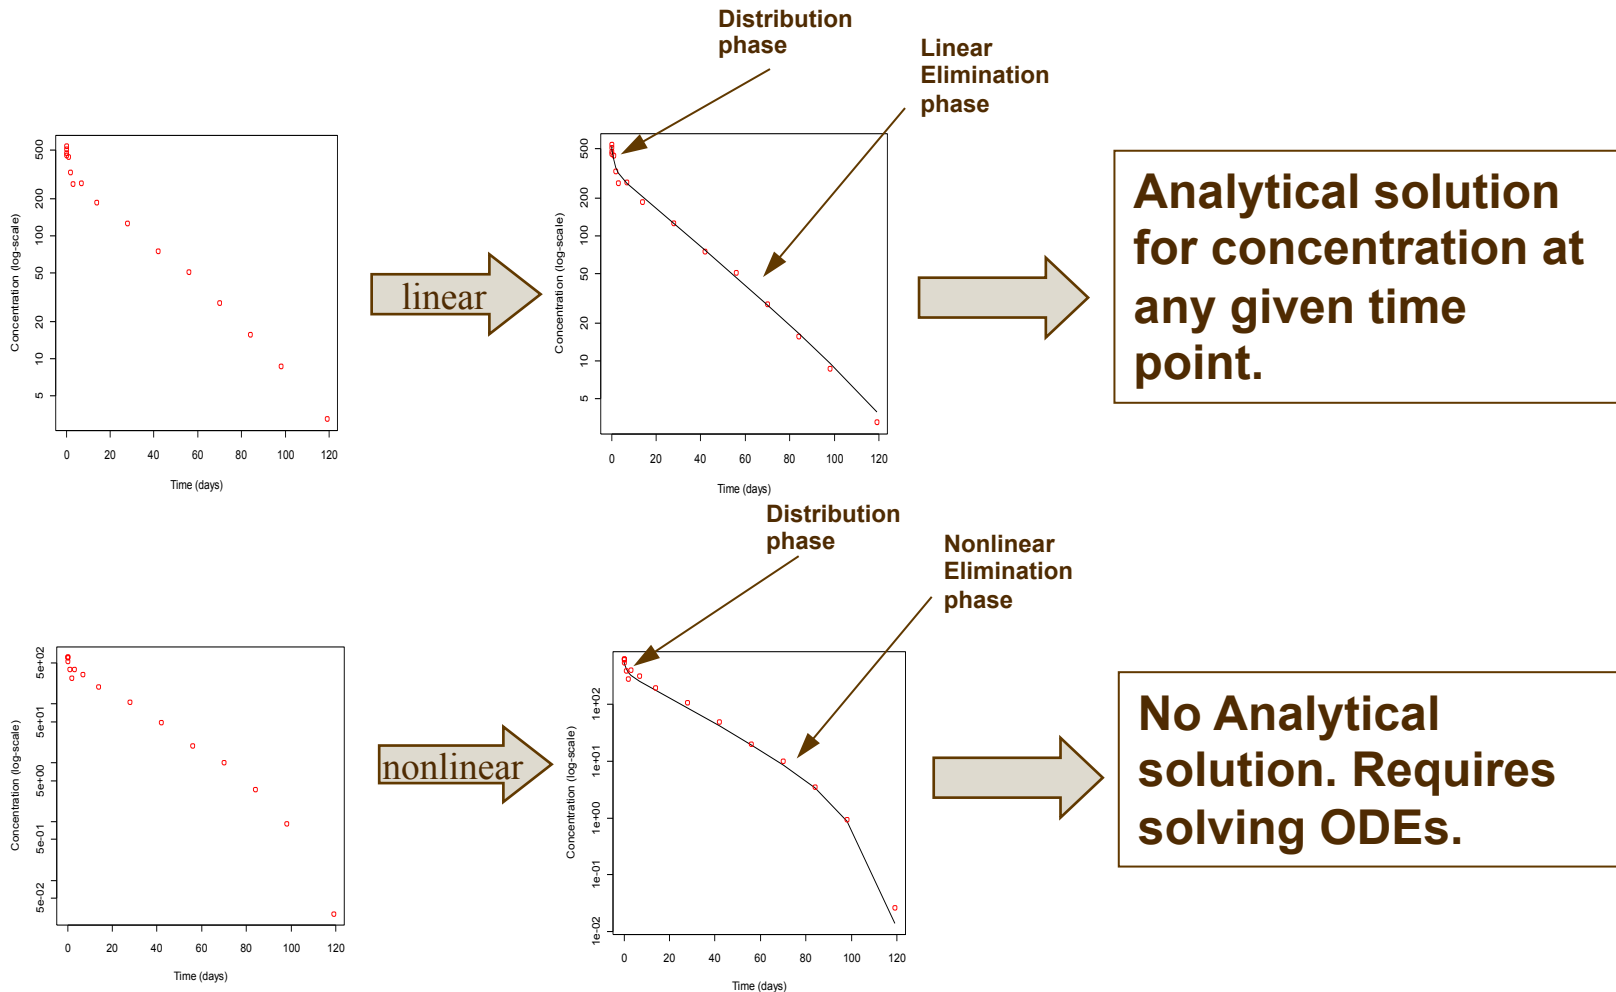 Distribution
phase
Linear
Elimination
phase
Concentration (log-scale)
500
200
100
50
20
10
5
0 20 40 60 80 100 120
Time (days)
linear
Concentration (log-scale)
500
200
100
50
20
10
5
0 20 40 60 80 100 120
Time (days)
Analytical solution
for concentration at
any given time
point.
Distribution
phase
Nonlinear
Elimination
phase
Concentration (log-scale)
5e+02
5e+01
5e+00
5e-01
5e-02
0 20 40 60 80 100 120
Time (days)
nonlinear
Concentration (log-scale)
1e+02
1e+01
1e+00
1e-01
1e-02
0 20 40 60 80 100 120
Time (days)
No Analytical
solution. Requires
solving ODEs.